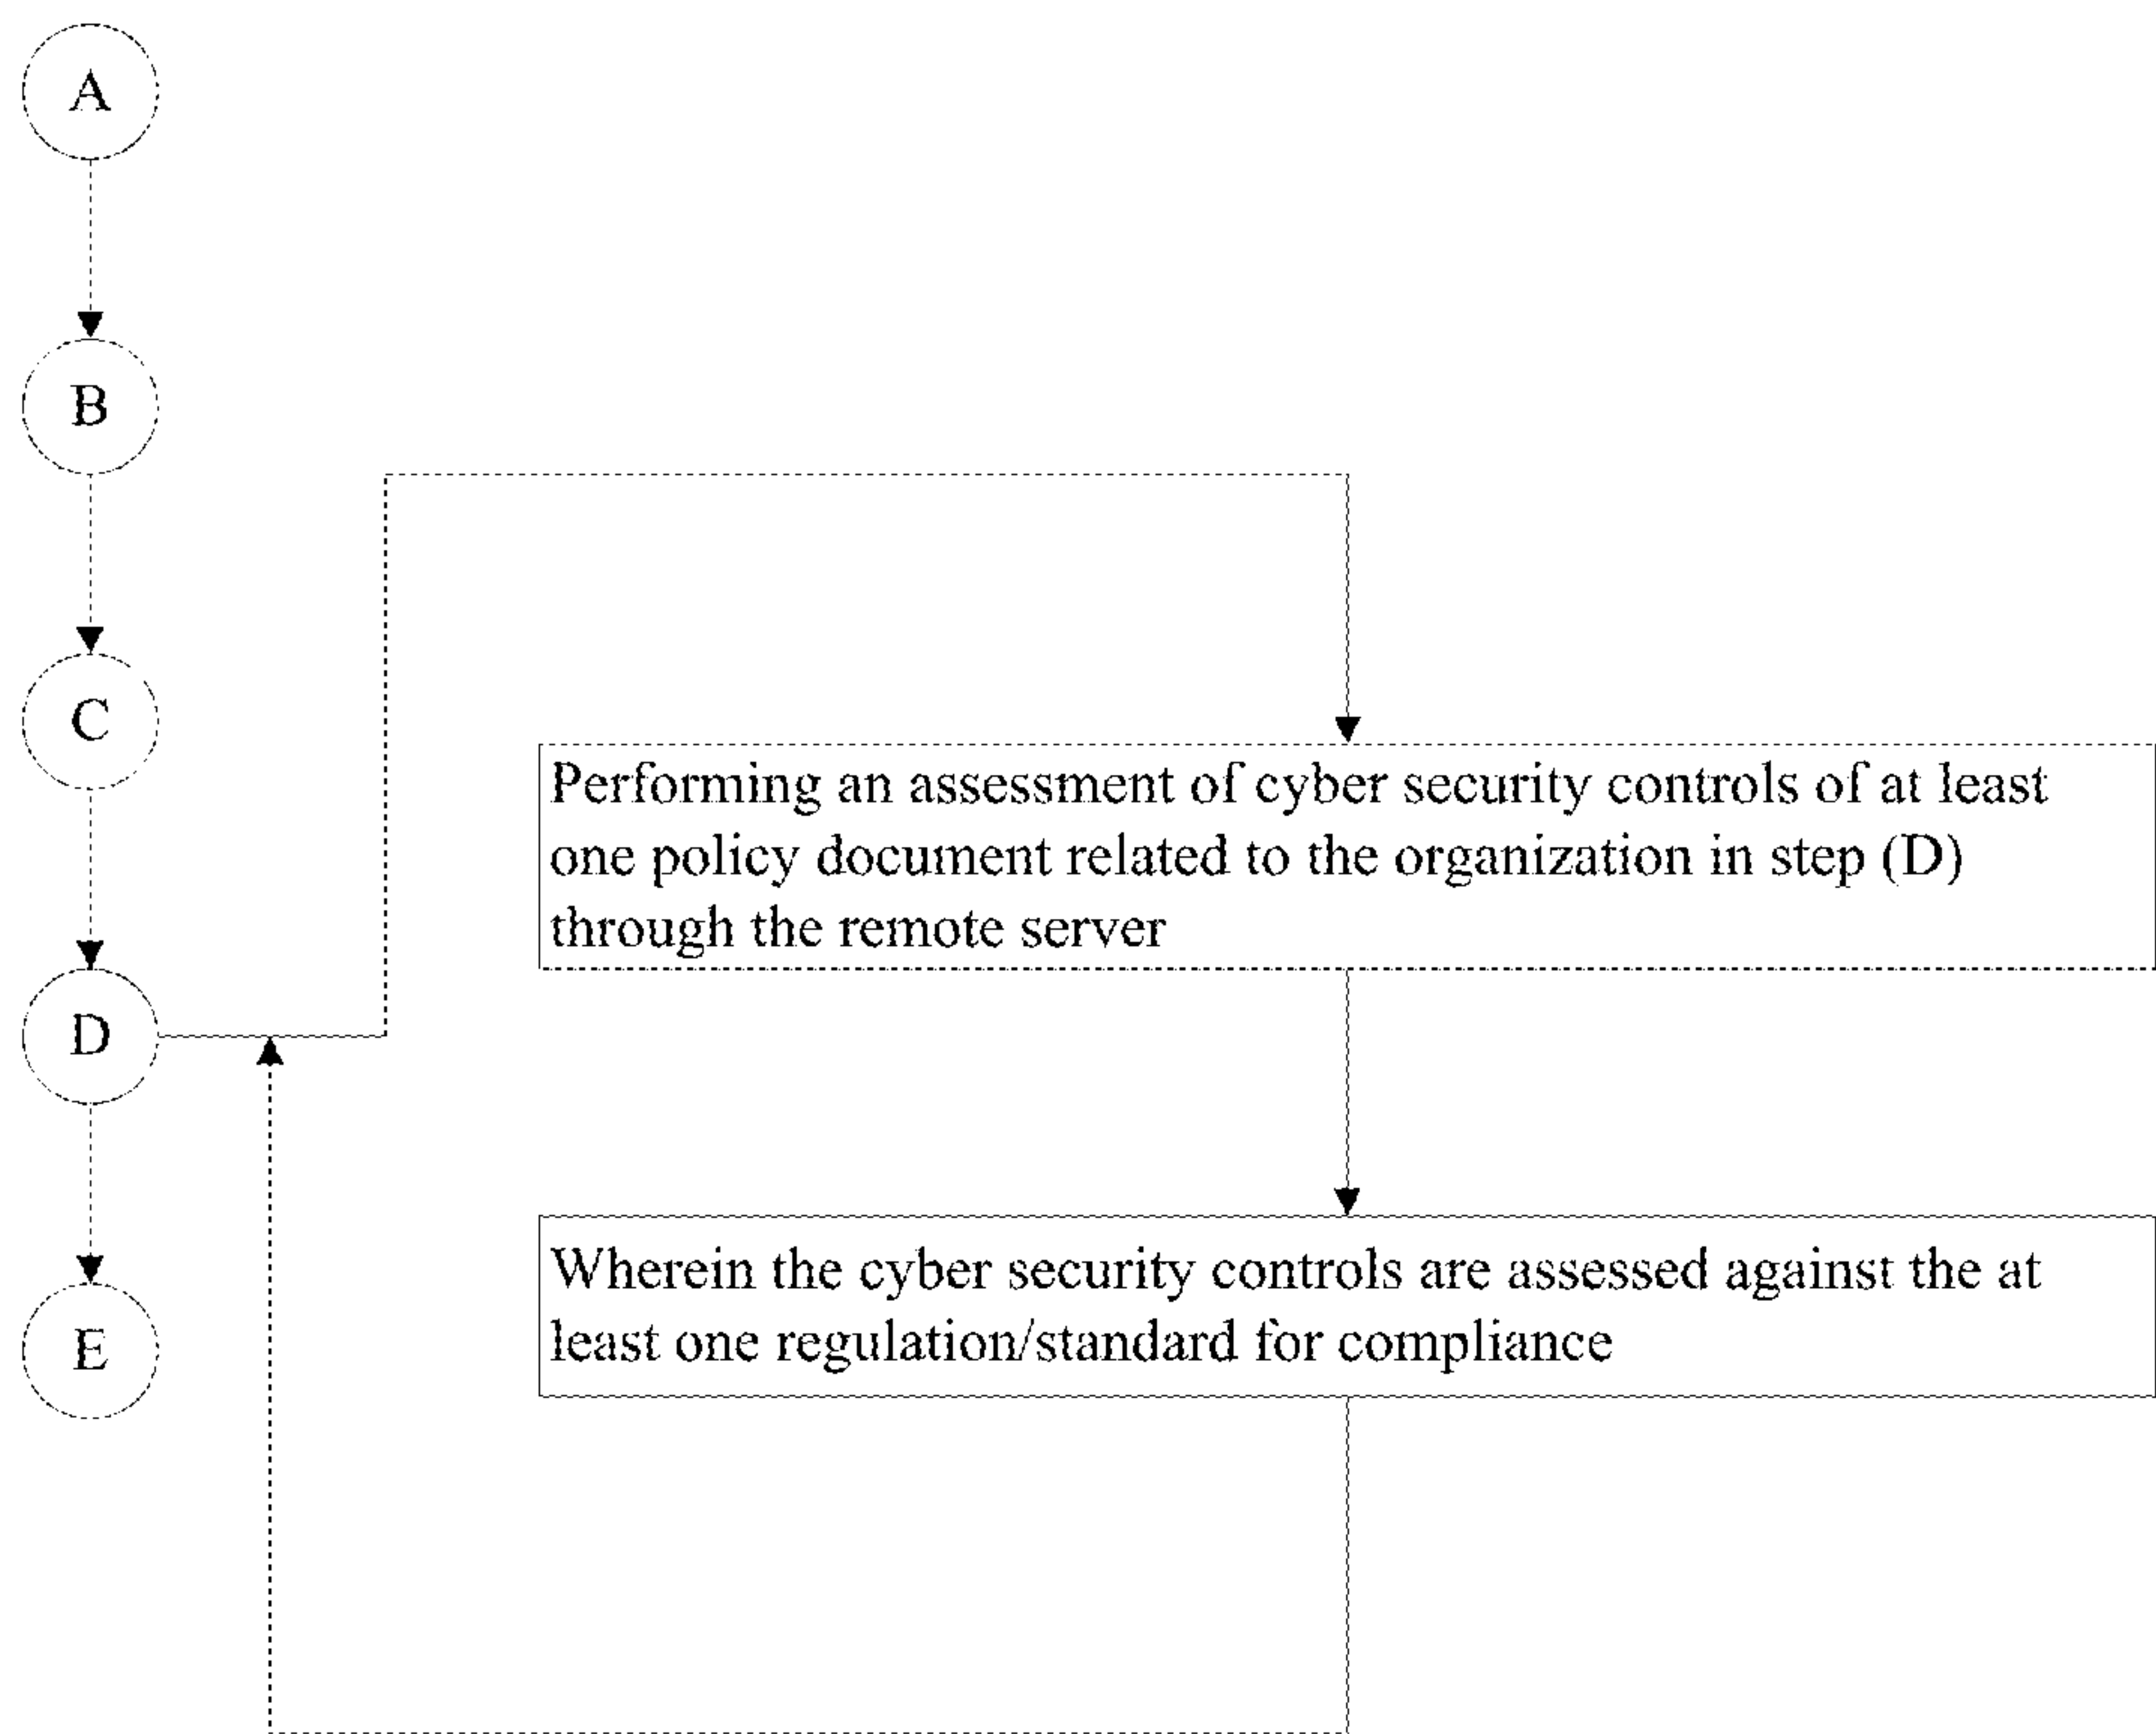 A
B
C
D
E
Performing an assessment of cyber security controls of at least
one policy document related to the organization in step (D)
through the remote server
Wherein the cyber security controls are assessed against the at
least one regulation/standard for compliance